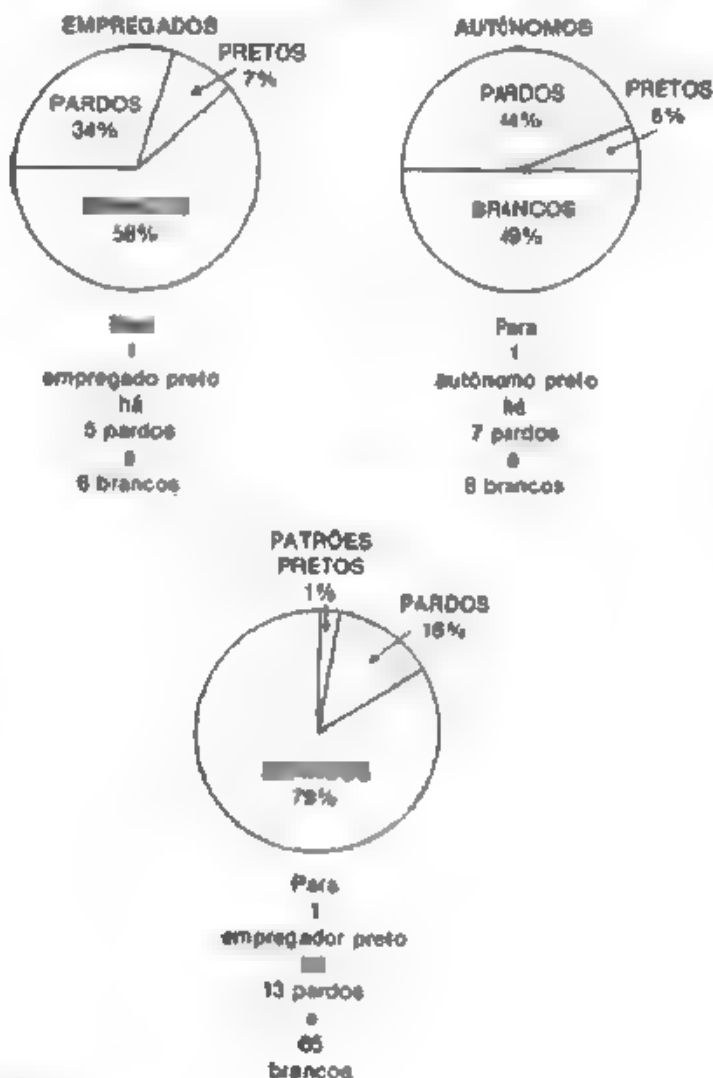 EMPREGADOS
PRETOS
7%
PARDOS
34%
58%
1
empregado preto
há
5 pardos
6 brancos
AUTÔNOMOS
PARDOS
44%
PRETOS
6%
BRANCOS
49%
Para
1
autônomo preto
há
7 pardos
e
8 brancos
PATRÕES
PRETOS
1%
PARDOS
16%
79%
Para
1
empregador preto
13 pardos
e
65
brancos